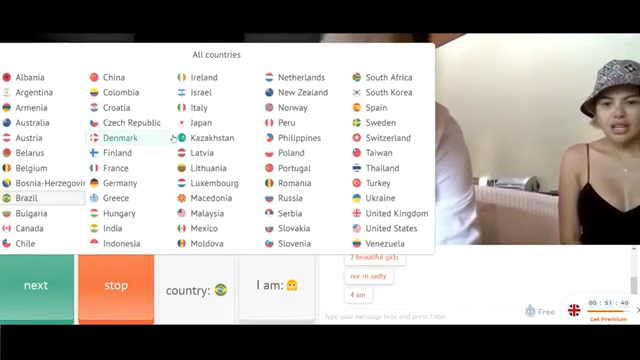 All countries
Albania China Ireland Netherlands South Africa
Argentina Colombia Israel New Zealand South Korea
Armenia Croatia Italy Norway Spain
Australia Czech Republic Japan Peru Sweden
Austria Denmark Kazakhstan Philippines Switzerland
Belarus Finland Latvia Poland Taiwan
Belgium France Lithuania Portugal Thailand
Bosnia-Herzegovin Germany Luxembourg Romania Turkey
Brazil Greece Macedonia Russia Ukraine
Bulgaria Hungary Malaysia Serbia United Kingdom
Canada India Mexico Slovakia United States
Chile Indonesia Moldova Slovenia Venezuela
next stop country: I am:
2 beautiful girls
nor m sadly
4 am
Type your message here and press Enter
Free
00 : 51 : 40
Get Premium